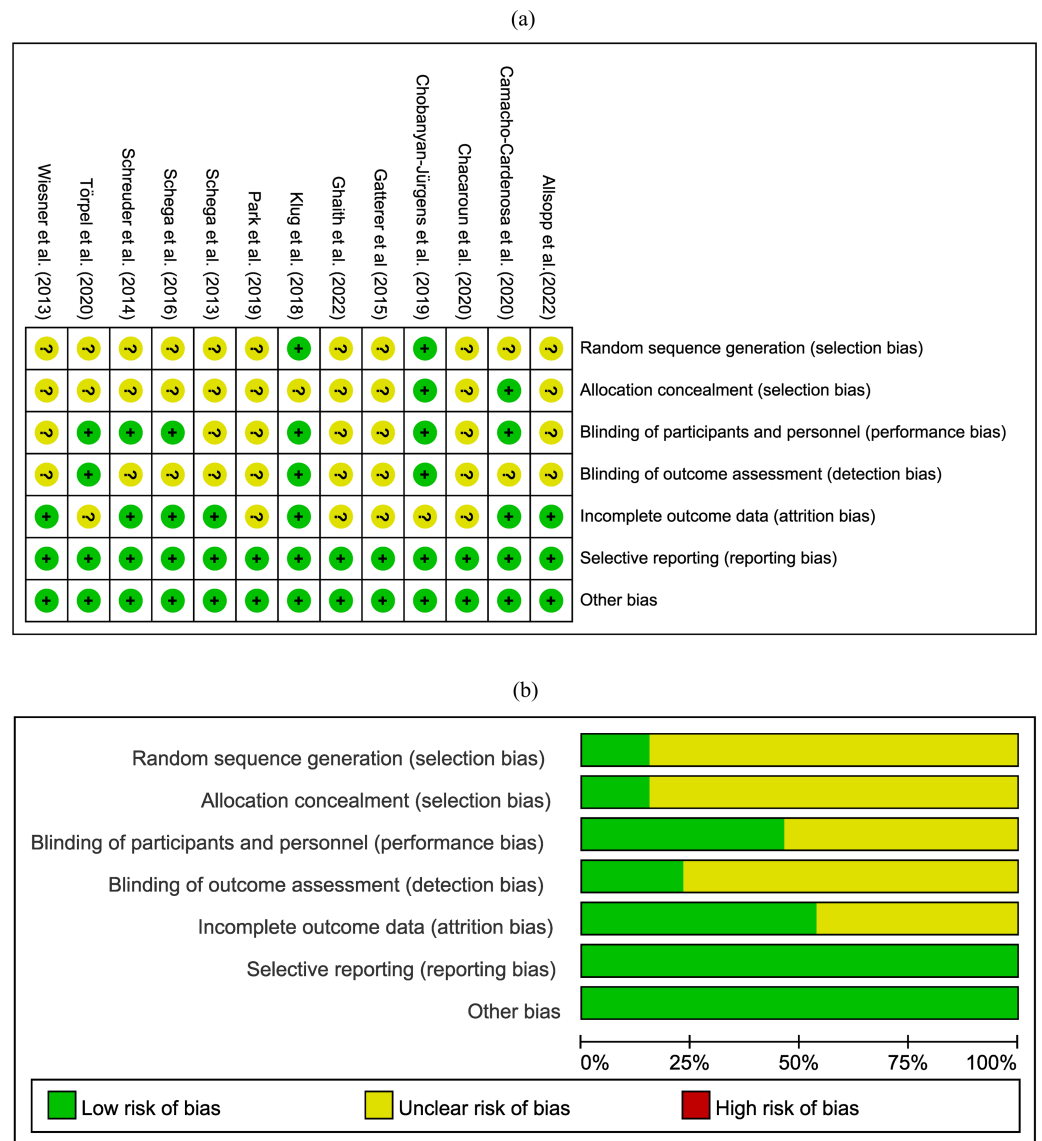 (a)
Wiesner et al. (2013)
Törpel et al. (2020)
Schreuder et al. (2014)
Schega et al. (2016)
Schega et al. (2013)
Park et al. (2019)
Klug et al. (2018)
Ghaith et al. (2022)
Gatterer et al (2015)
Chobanyan-Jürgens et al. (2019)
Chacaroun et al. (2020)
Camacho-Cardenosa et al. (2020)
Allsopp et al.(2022)
? ? ? ? ? ? + ? ? + ? ? ? Random sequence generation (selection bias)
? ? ? ? ? ? ? ? ? + ? + ? Allocation concealment (selection bias)
? + + + ? ? + ? ? + ? + ? Blinding of participants and personnel (performance bias)
? + ? ? ? ? + ? ? + ? ? ? Blinding of outcome assessment (detection bias)
+ ? + + + ? + ? ? ? ? + + Incomplete outcome data (attrition bias)
+ + + + + + + + + + + + + Selective reporting (reporting bias)
+ + + + + + + + + + + + + Other bias
(b)
Random sequence generation (selection bias)
Allocation concealment (selection bias)
Blinding of participants and personnel (performance bias)
Blinding of outcome assessment (detection bias)
Incomplete outcome data (attrition bias)
Selective reporting (reporting bias)
Other bias
0% 25% 50% 75% 100%
Low risk of bias Unclear risk of bias High risk of bias